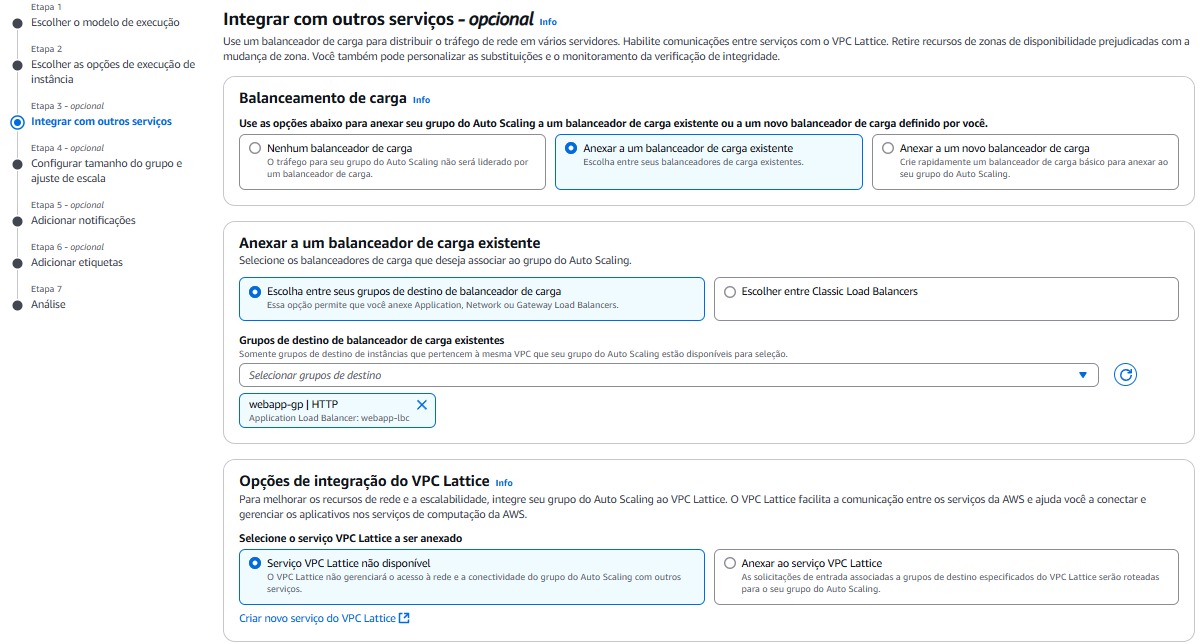 Etapa 1
Escolher o modelo de execução
Etapa 2
Escolher as opções de execução de
instância
Etapa 3 - opcional
Integrar com outros serviços
Etapa 4 - opcional
Configurar tamanho do grupo e
ajuste de escala
Etapa 5 - opcional
Adicionar notificações
Etapa 6 - opcional
Adicionar etiquetas
Etapa 7
Análise
Integrar com outros serviços - opcional Info
Use um balanceador de carga para distribuir o tráfego de rede em vários servidores. Habilite comunicações entre serviços com o VPC Lattice. Retire recursos de zonas de disponibilidade prejudicadas com a
mudança de zona. Você também pode personalizar as substituições e o monitoramento da verificação de integridade.
Balanceamento de carga Info
Use as opções abaixo para anexar seu grupo do Auto Scaling a um balanceador de carga existente ou a um novo balanceador de carga definido por você.
Nenhum balanceador de carga
O tráfego para seu grupo do Auto Scaling não será liderado por
um balanceador de carga.
Anexar a um balanceador de carga existente
Escolha entre seus balanceadores de carga existentes.
Anexar a um novo balanceador de carga
Crie rapidamente um balanceador de carga básico para anexar ao
seu grupo do Auto Scaling.
Anexar a um balanceador de carga existente
Selecione os balanceadores de carga que deseja associar ao grupo do Auto Scaling.
Escolha entre seus grupos de destino de balanceador de carga
Essa opção permite que você anexe Application, Network ou Gateway Load Balancers.
Escolher entre Classic Load Balancers
Grupos de destino de balanceador de carga existentes
Somente grupos de destino de instâncias que pertencem à mesma VPC que seu grupo do Auto Scaling estão disponíveis para seleção.
Selecionar grupos de destino
webapp-gp | HTTP
Application Load Balancer: webapp-lbc
Opções de integração do VPC Lattice Info
Para melhorar os recursos de rede e a escalabilidade, integre seu grupo do Auto Scaling ao VPC Lattice. O VPC Lattice facilita a comunicação entre os serviços da AWS e ajuda você a conectar e
gerenciar os aplicativos nos serviços de computação da AWS.
Selecione o serviço VPC Lattice a ser anexado
Serviço VPC Lattice não disponível
O VPC Lattice não gerenciará o acesso à rede e a conectividade do grupo do Auto Scaling com outros
serviços.
Anexar ao serviço VPC Lattice
As solicitações de entrada associadas a grupos de destino especificados do VPC Lattice serão roteadas
para o seu grupo do Auto Scaling.
Criar novo serviço do VPC Lattice